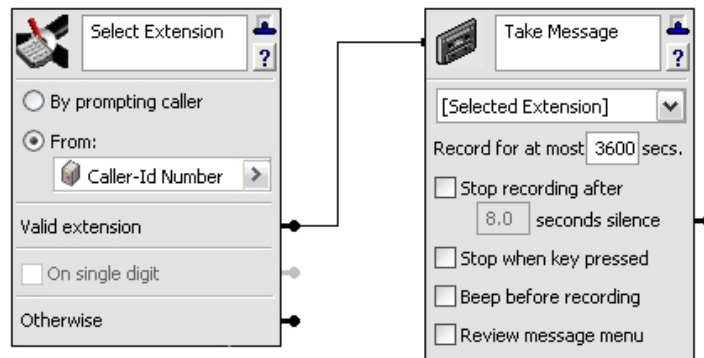 Select Extension
?
By prompting caller
From:
Caller-Id Number >
Valid extension
On single digit
Otherwise
Take Message
?
[Selected Extension]
Record for at most 3600 secs.
Stop recording after
8.0 seconds silence
Stop when key pressed
Beep before recording
Review message menu